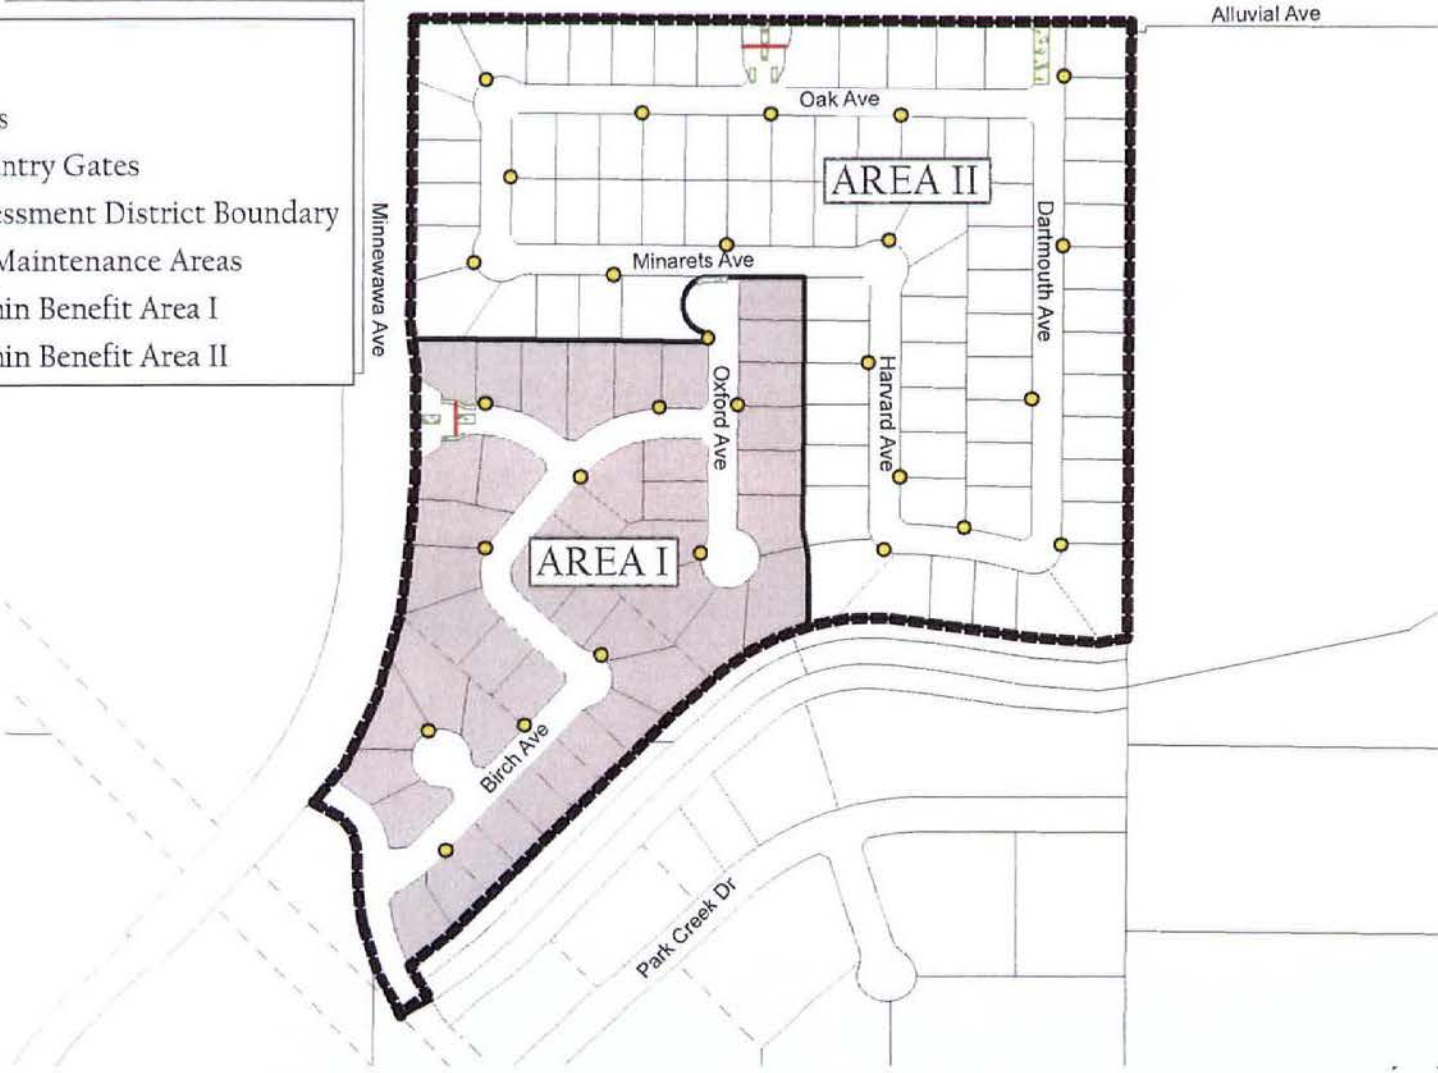 Alluvial Ave
s
ntry Gates
essment District Boundary
Maintenance Areas
hin Benefit Area I
hin Benefit Area II
Minnewawa Ave
Oak Ave
AREA II
Dartmouth Ave
Minarets Ave
Oxford Ave
Harvard Ave
AREA I
Birch Ave
Park Creek Dr